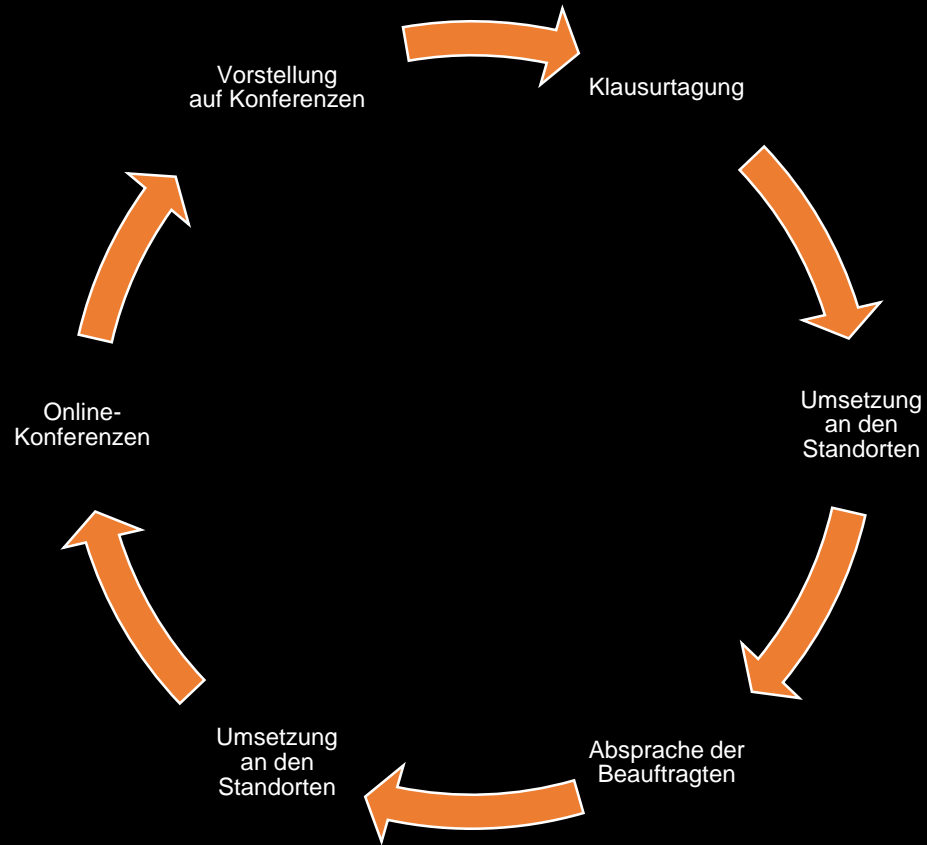 Vorstellung
auf Konferenzen
Klausurtagung
Umsetzung
an den
Standorten
Absprache der
Beauftragten
Umsetzung
an den
Standorten
Online-
Konferenzen